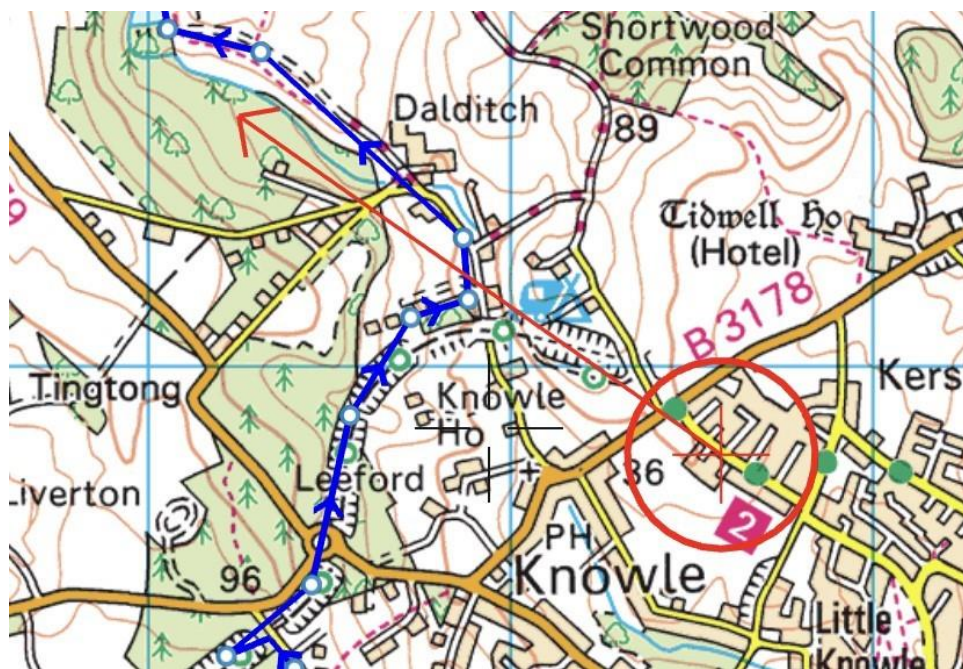 Shortwood
Common
Dalditch
89
Tidwell Ho
(Hotel)
9
B 3178
Tingtong
Knowle
Ho
Kers
Liverton
Leeford
36
2
96
PH
Knowle
Little
Knowle